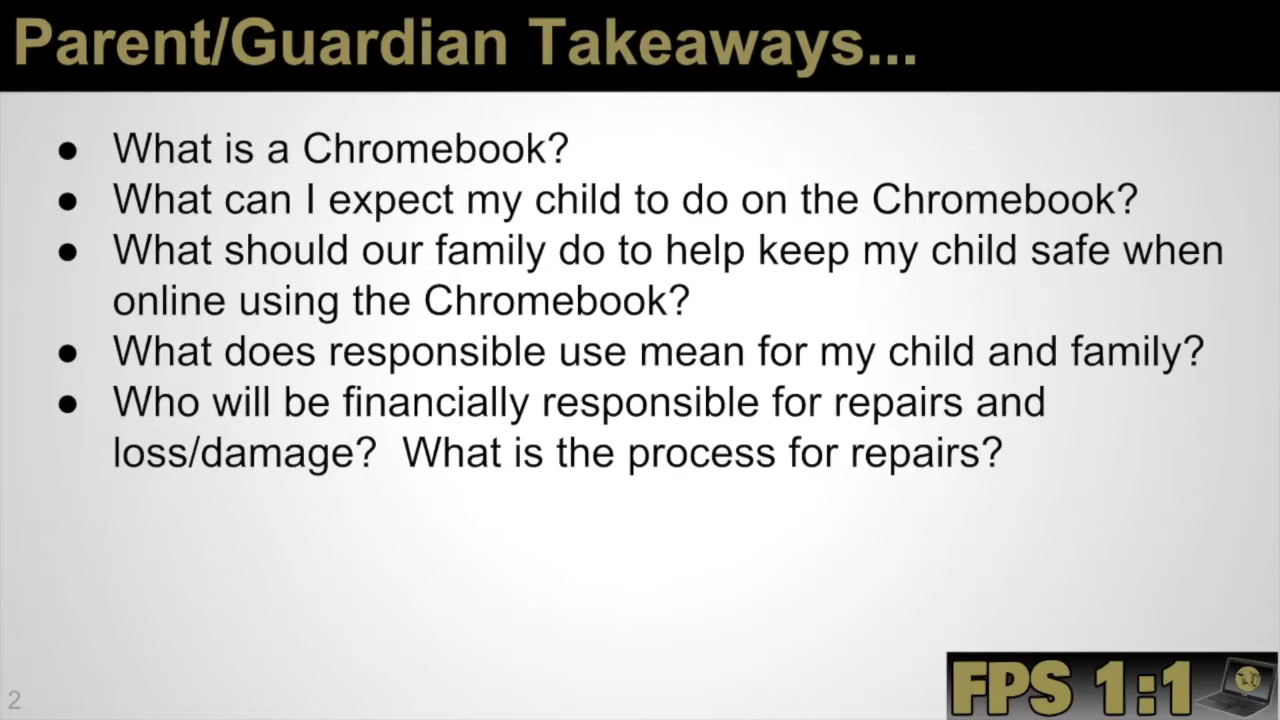 Parent/Guardian Takeaways...
● What is a Chromebook?
● What can I expect my child to do on the Chromebook?
● What should our family do to help keep my child safe when
online using the Chromebook?
● What does responsible use mean for my child and family?
● Who will be financially responsible for repairs and
loss/damage?  What is the process for repairs?
2
FPS 1:1